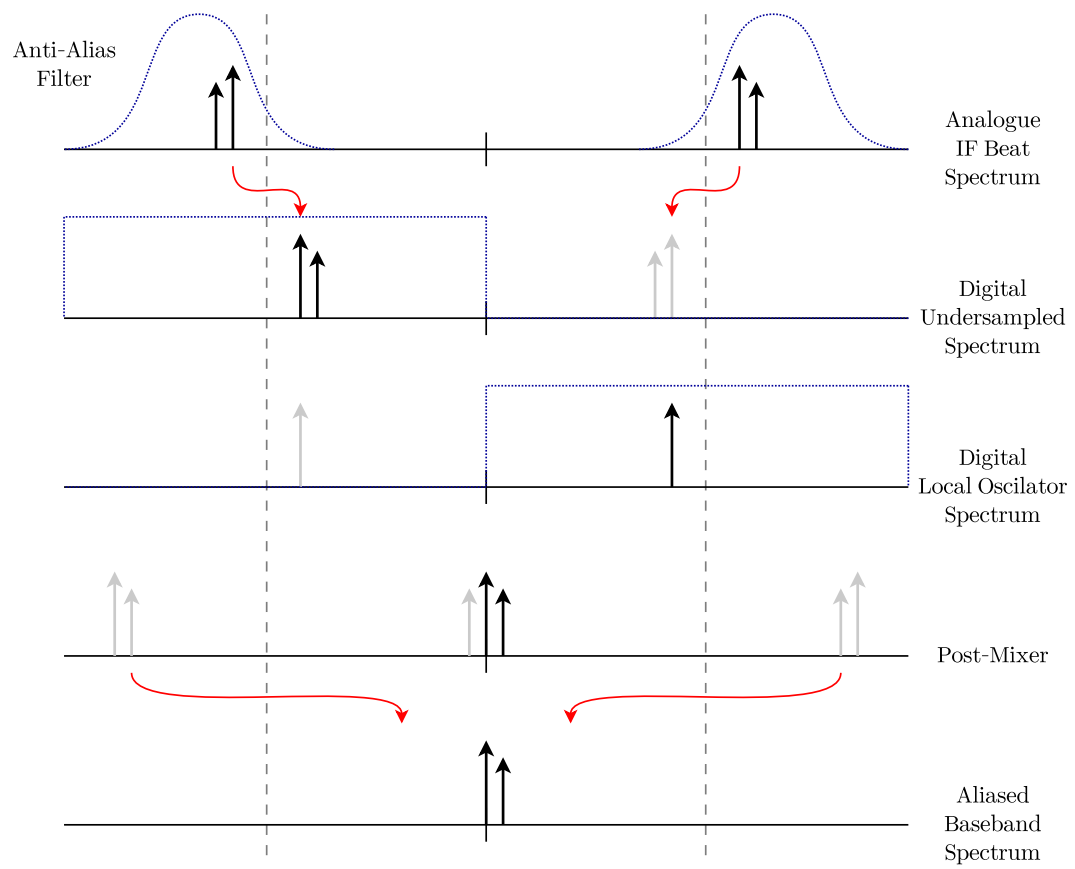 Anti-Alias
Filter
Analogue
IF Beat
Spectrum
Digital
Undersampled
Spectrum
Digital
Local Oscilator
Spectrum
Post-Mixer
Aliased
Baseband
Spectrum